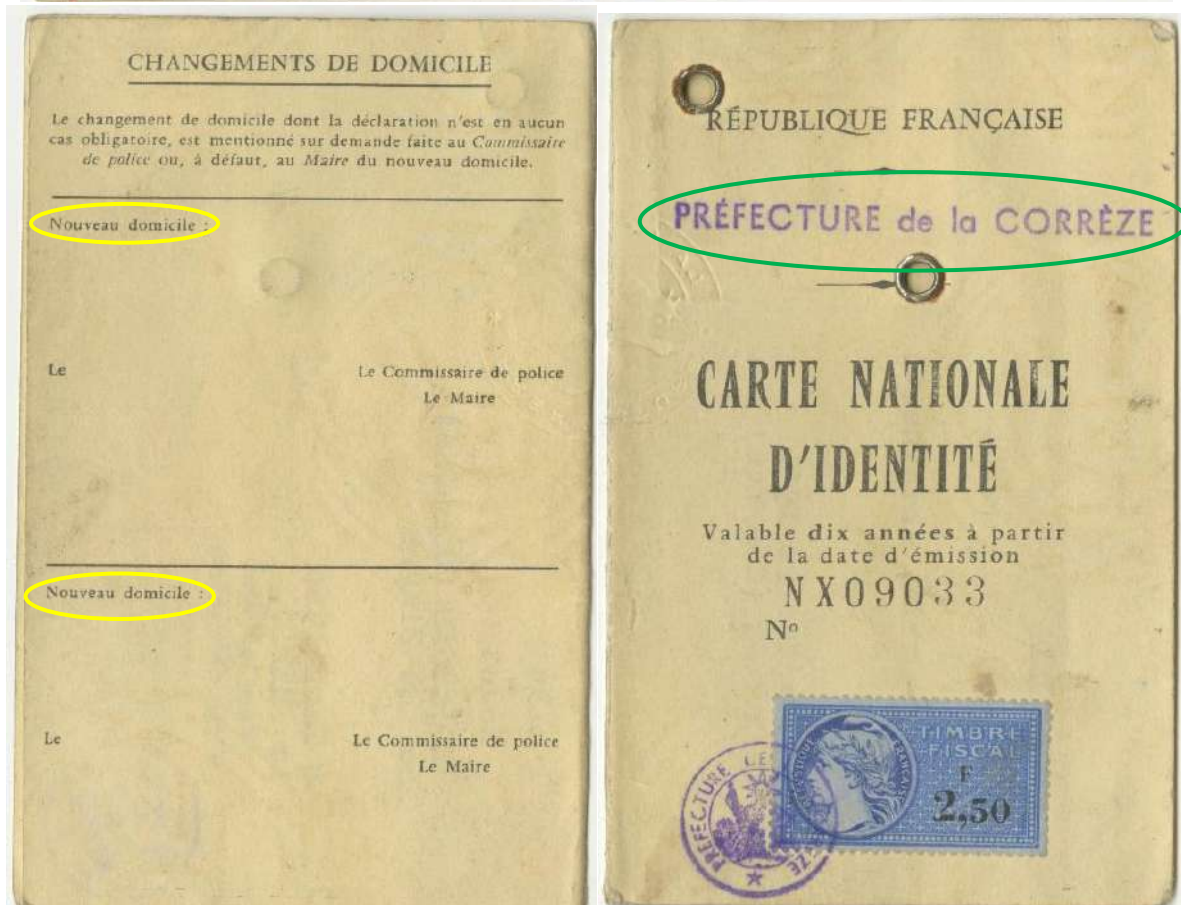 CHANGEMENTS DE DOMICILE
Le changement de domicile dont la déclaration n'est en aucun
cas obligatoire, est mentionné sur demande faite au Commissaire
de police ou, à défaut, au Maire du nouveau domicile.
Nouveau domicile :
Le
Le Commissaire de police
Le Maire
Nouveau domicile :
Le
Le Commissaire de police
Le Maire
RÉPUBLIQUE FRANÇAISE
PRÉFECTURE de la CORRÈZE
CARTE NATIONALE
D'IDENTITÉ
Valable dix années à partir
de la date d'émission
NX09033
Nº
TIMBRE
FISCAL
F
2,50
PREFECTURE